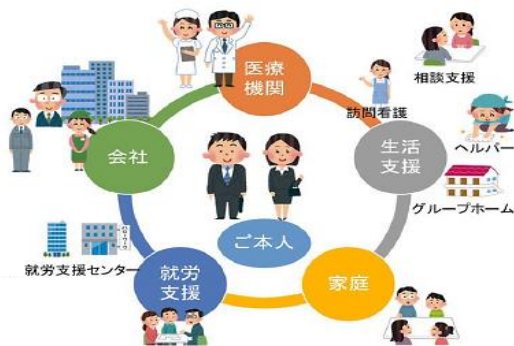 医療
機関
相談支援
訪問看護
生活
支援
ヘルパー
グループホーム
会社
ご本人
就労支援センター
就労
支援
家庭